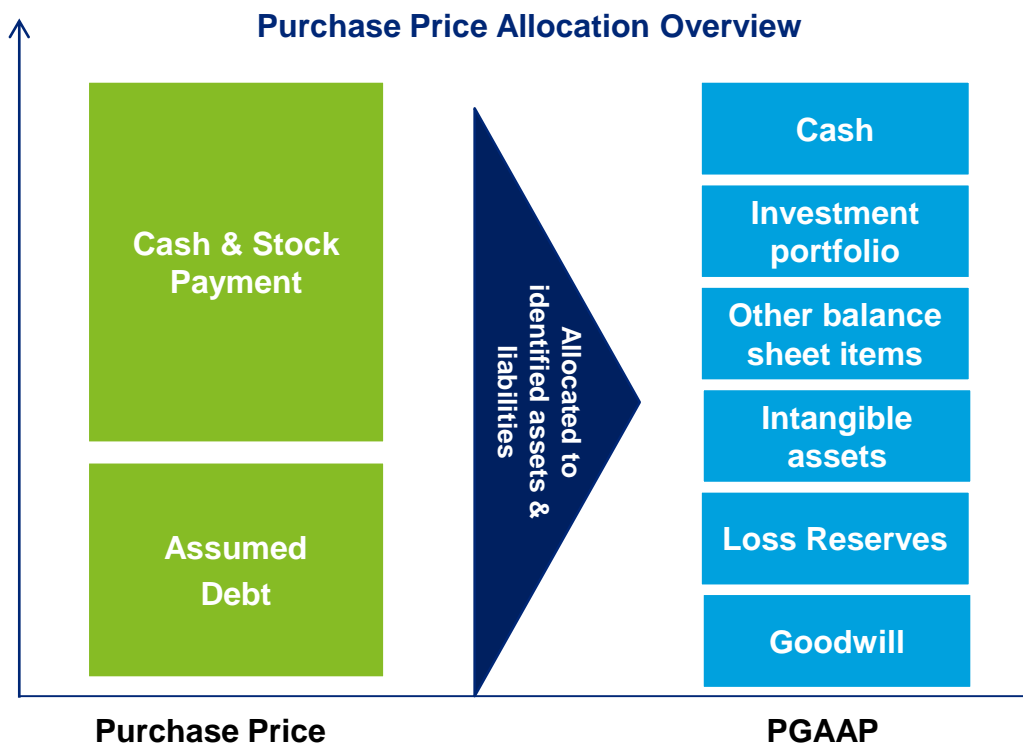 Purchase Price Allocation Overview
Cash & Stock
Payment
Assumed
Debt
Allocated to
identified assets &
liabilities
Cash
Investment
portfolio
Other balance
sheet items
Intangible
assets
Loss Reserves
Goodwill
Purchase Price
PGAAP